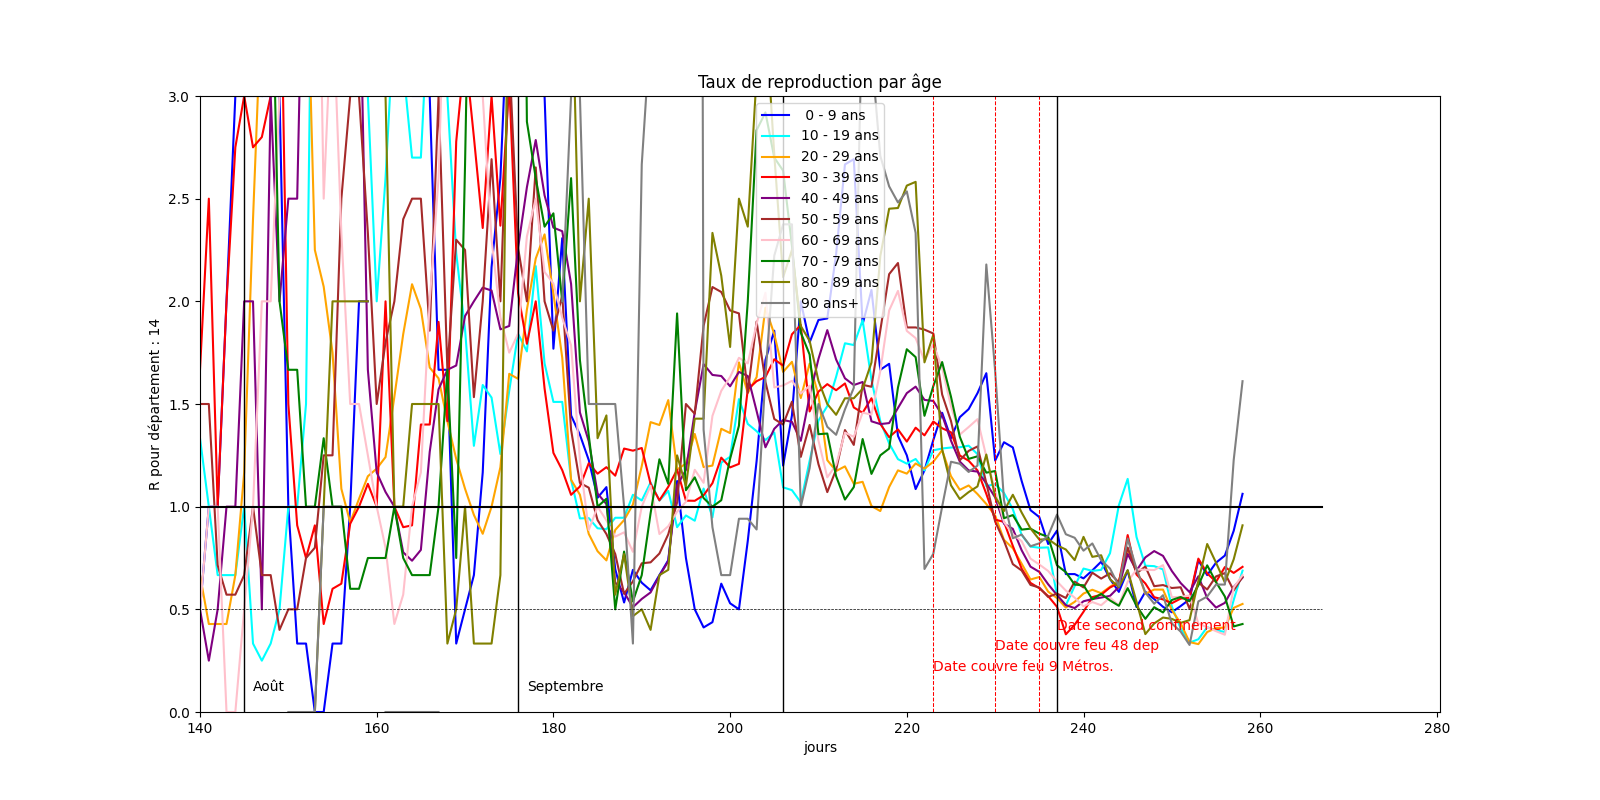 Taux de reproduction par âge
R pour département : 14
3.0
2.5
2.0
1.5
1.0
0.5
0.0
0 - 9 ans
10 - 19 ans
20 - 29 ans
30 - 39 ans
40 - 49 ans
50 - 59 ans
60 - 69 ans
70 - 79 ans
80 - 89 ans
90 ans+
Date second confinement
Date couvre feu 48 dep
Date couvre feu 9 Métros.
Août
Septembre
140
160
180
200
220
240
260
280
jours